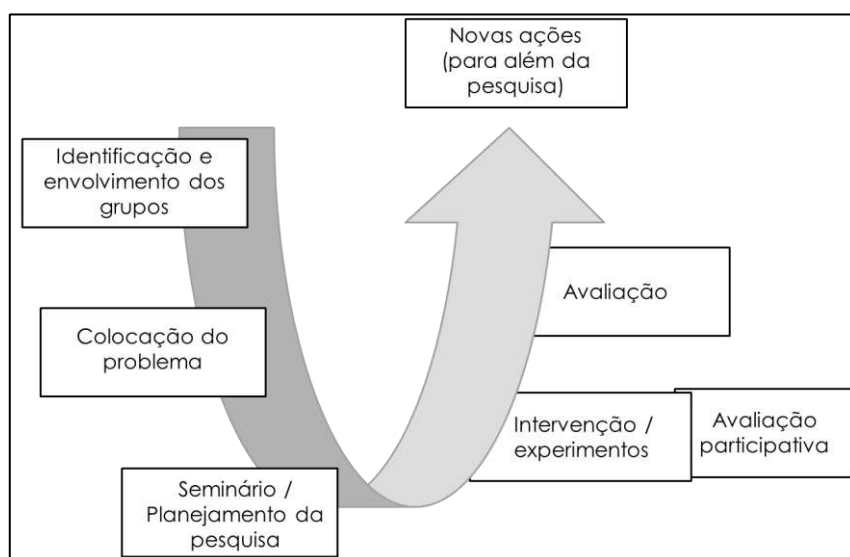 Novas ações
(para além da
pesquisa)
Identificação e
envolvimento dos
grupos
Colocação do
problema
Seminário /
Planejamento da
pesquisa
Intervenção /
experimentos
Avaliação
participativa
Avaliação